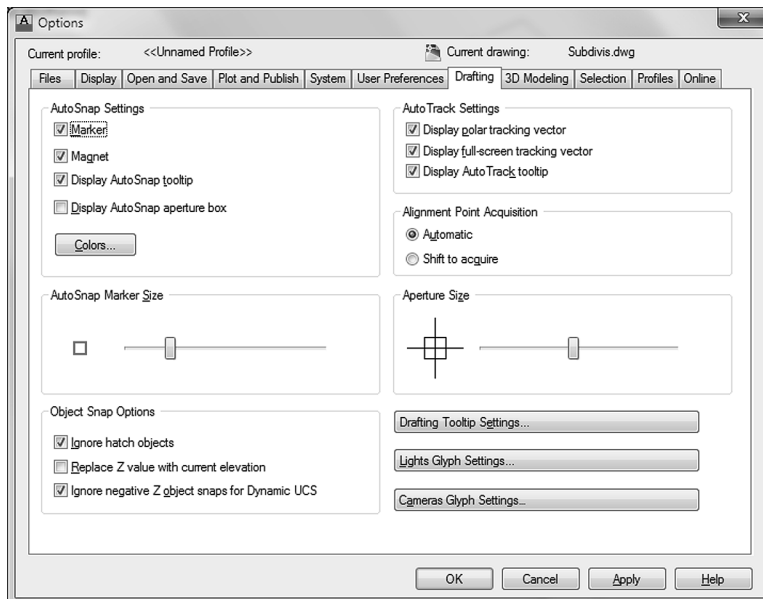 Options
Current profile: <<Unnamed Profile>> Current drawing: Subdivis.dwg
Files Display Open and Save Plot and Publish System User Preferences Drafting 3D Modeling Selection Profiles Online
AutoSnap Settings
Marker
Magnet
Display AutoSnap tooltip
Display AutoSnap aperture box
Colors...
AutoTrack Settings
Display polar tracking vector
Display full-screen tracking vector
Display AutoTrack tooltip
Alignment Point Acquisition
Automatic
Shift to acquire
AutoSnap Marker Size
Aperture Size
Object Snap Options
Ignore hatch objects
Replace Z value with current elevation
Ignore negative Z object snaps for Dynamic UCS
Drafting Tooltip Settings...
Lights Glyph Settings...
Cameras Glyph Settings...
OK Cancel Apply Help